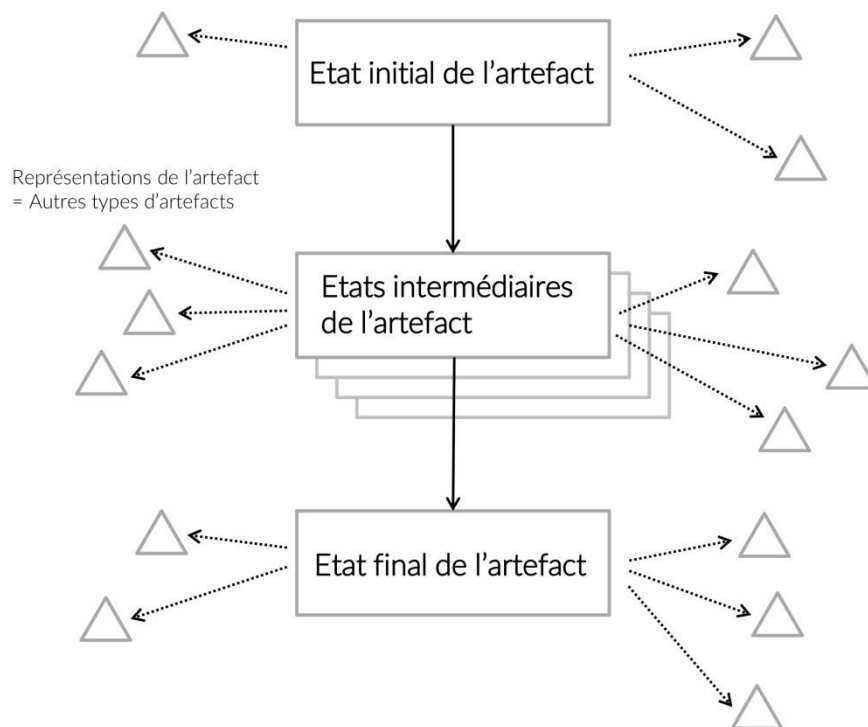 Etat initial de l’artefact
Représentations de l’artefact
= Autres types d’artefacts
Etats intermédiaires
de l’artefact
Etat final de l’artefact